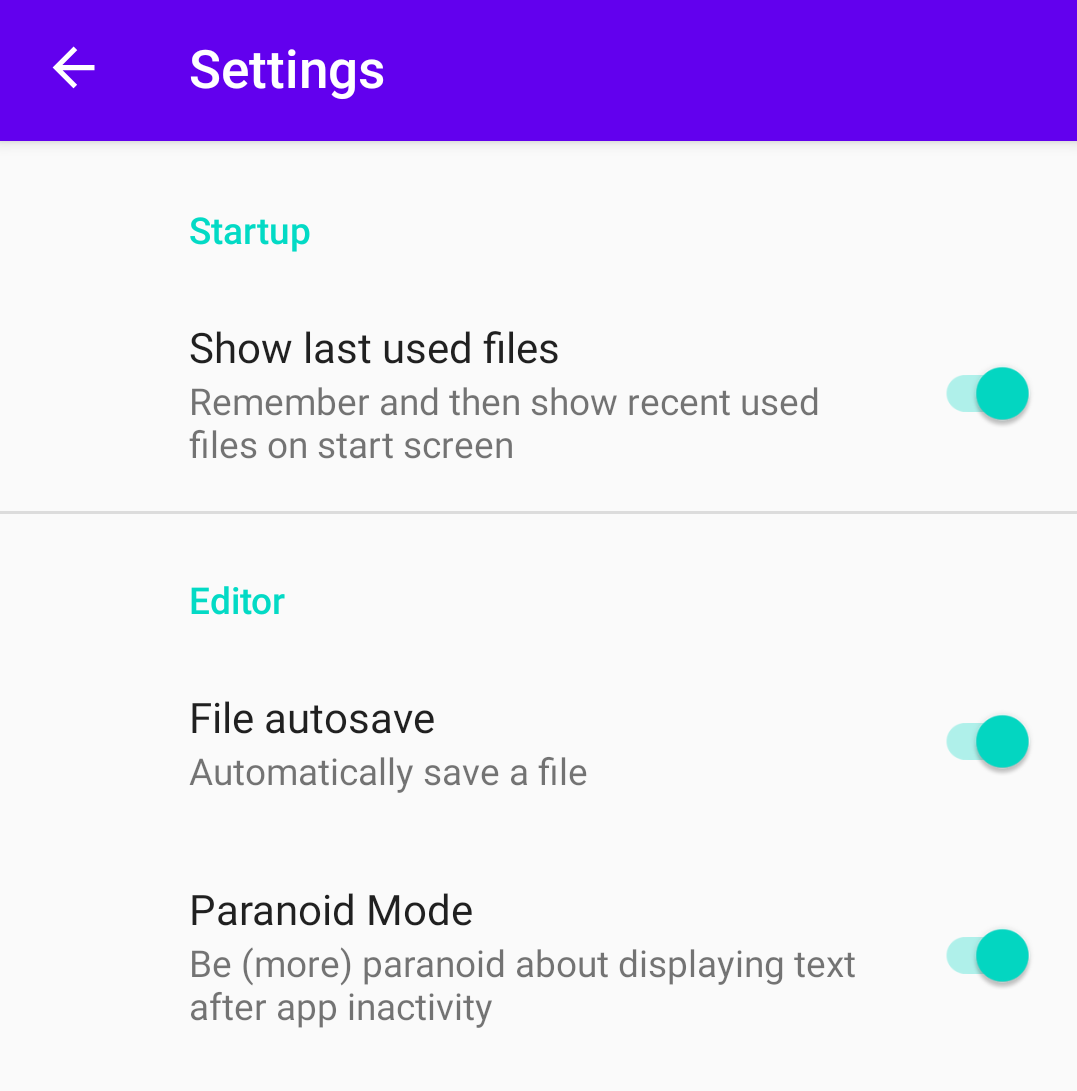 Settings
Startup
Show last used files
Remember and then show recent used
files on start screen
Editor
File autosave
Automatically save a file
Paranoid Mode
Be (more) paranoid about displaying text
after app inactivity